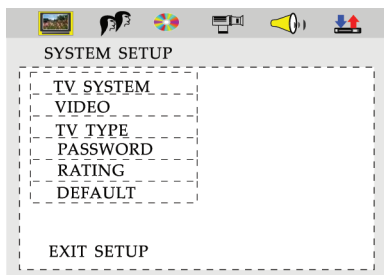 SYSTEM SETUP
TV SYSTEM
VIDEO
TV TYPE
PASSWORD
RATING
DEFAULT
EXIT SETUP